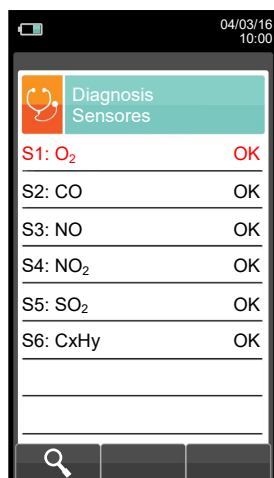 04/03/16
10:00
Diagnosis
Sensores
S1: O₂ OK
S2: CO OK
S3: NO OK
S4: NO₂ OK
S5: SO₂ OK
S6: CxHy OK